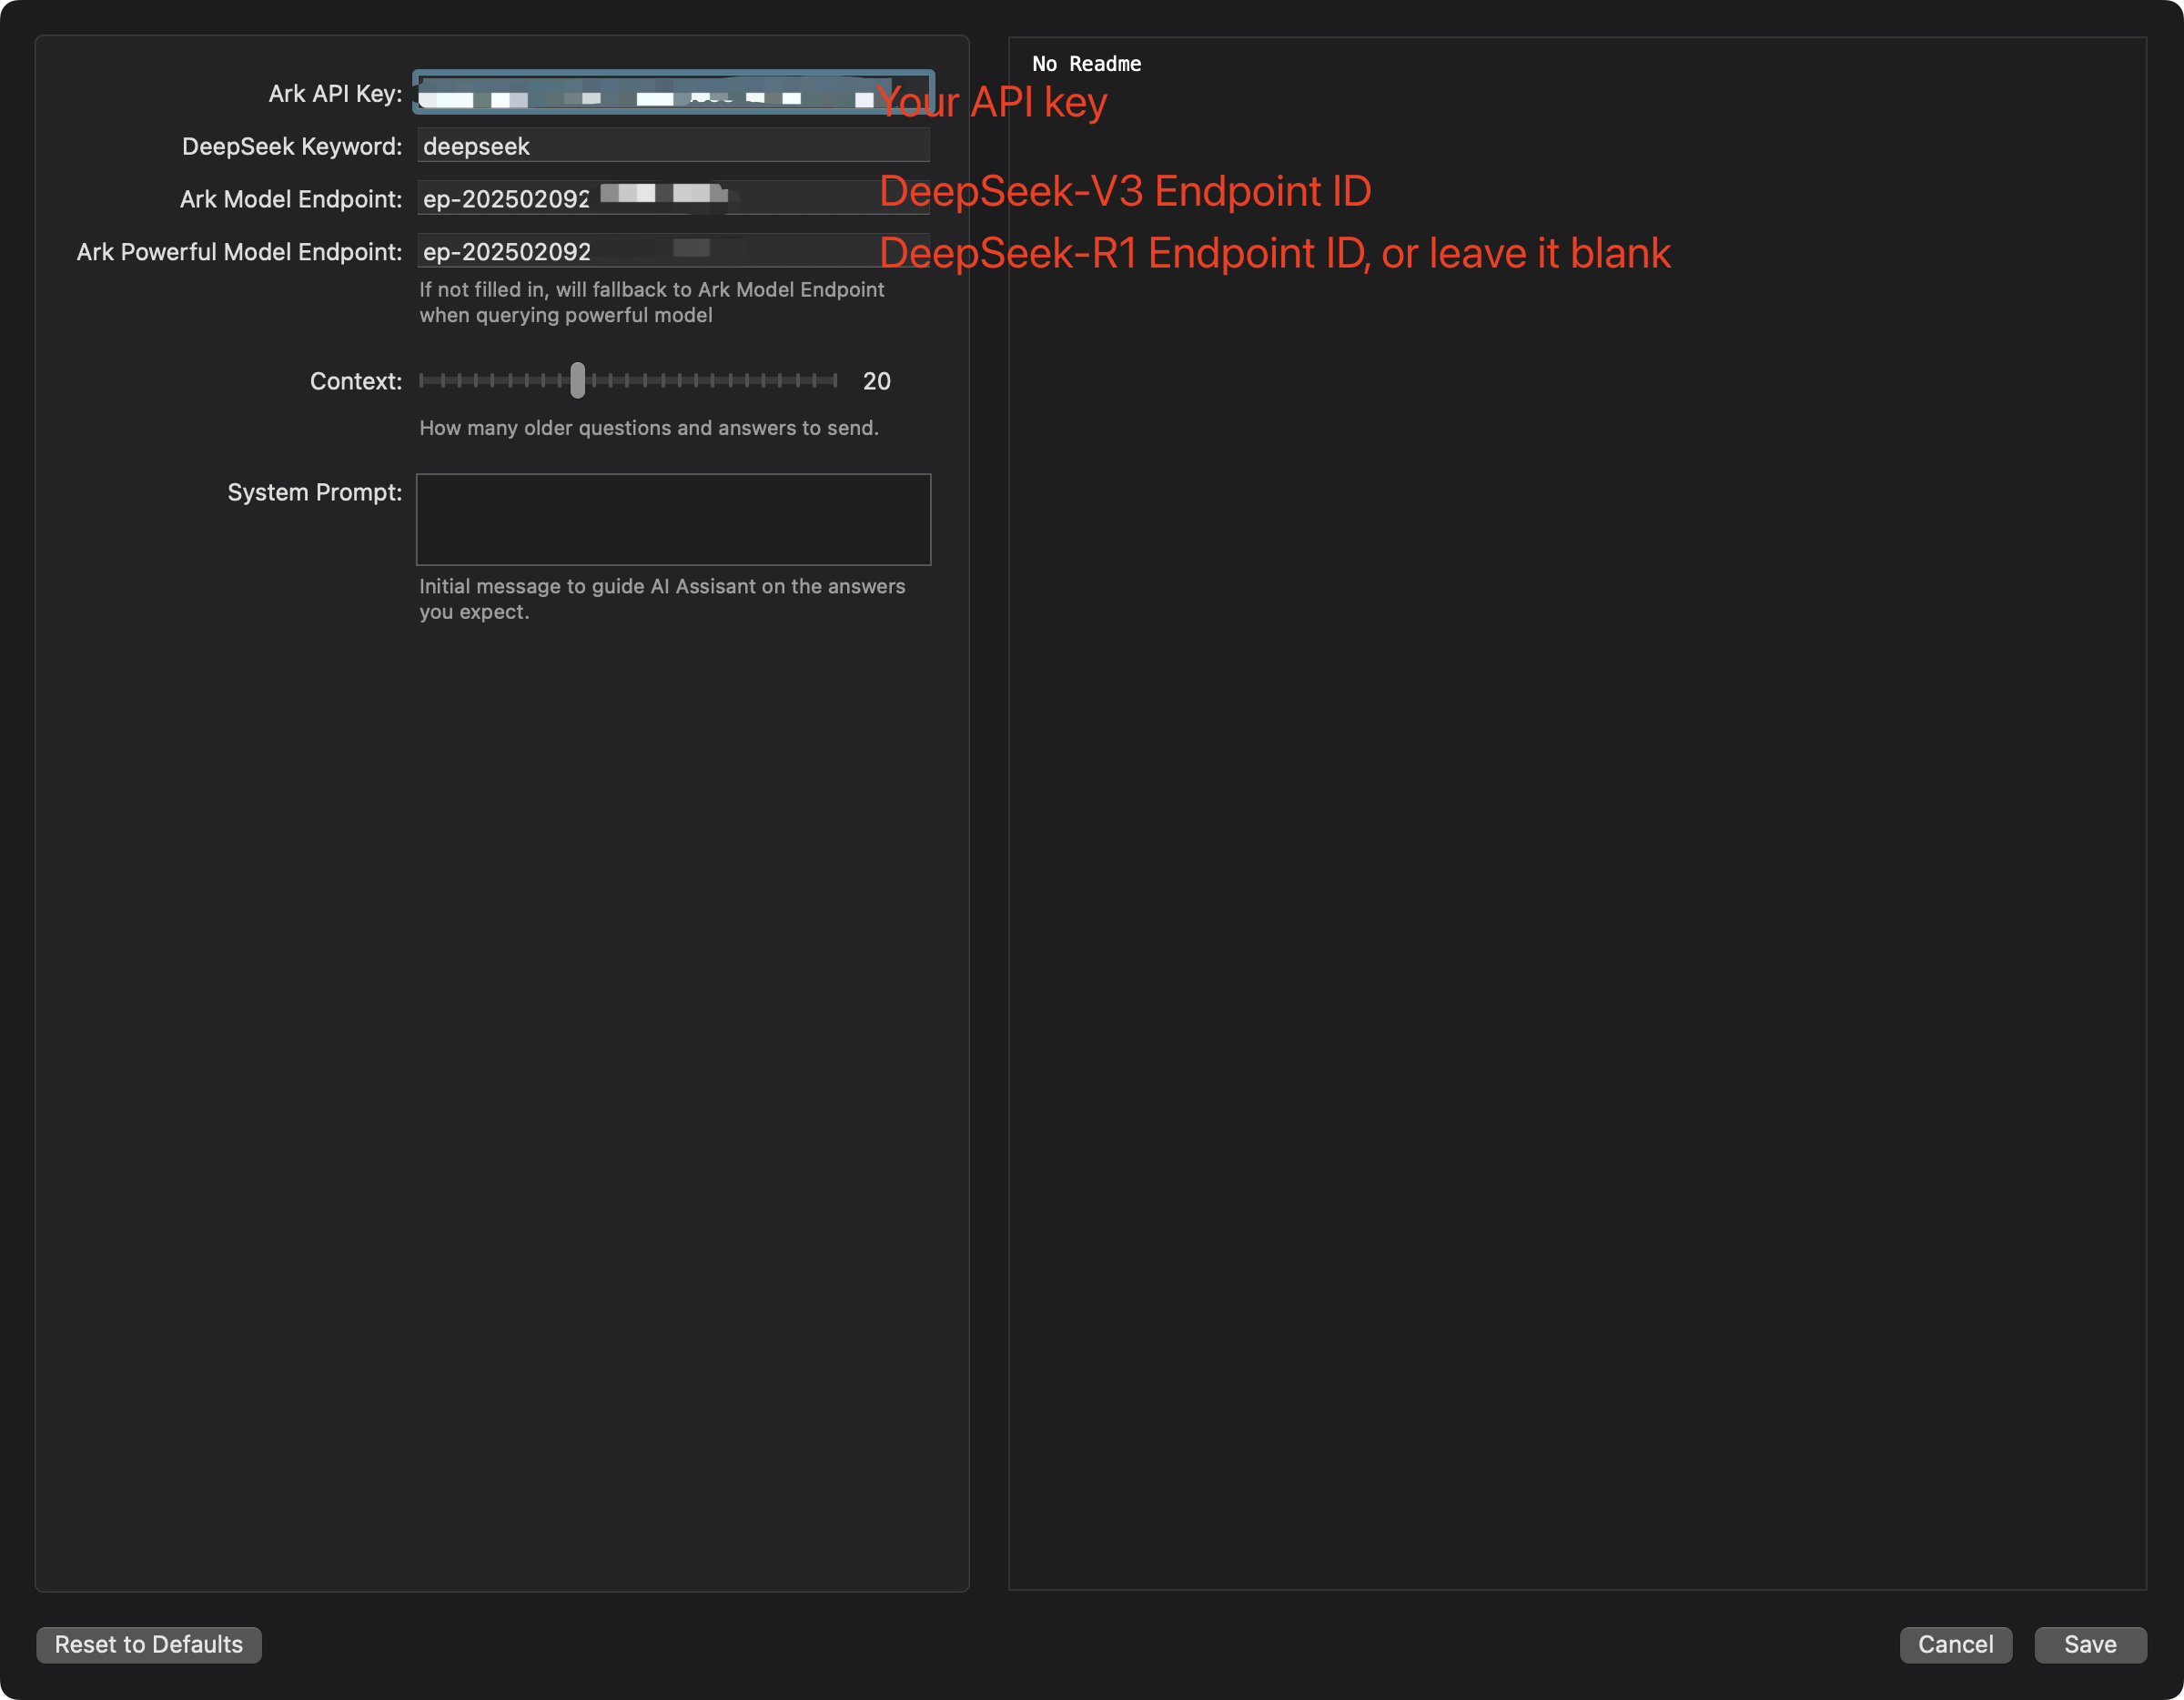 No Readme
Ark API Key:
Your API key
DeepSeek Keyword: deepseek
Ark Model Endpoint: ep-202502092
DeepSeek-V3 Endpoint ID
Ark Powerful Model Endpoint: ep-202502092
DeepSeek-R1 Endpoint ID, or leave it blank
If not filled in, will fallback to Ark Model Endpoint
when querying powerful model
Context: 20
How many older questions and answers to send.
System Prompt:
Initial message to guide AI Assisant on the answers
you expect.
Reset to Defaults
Cancel
Save